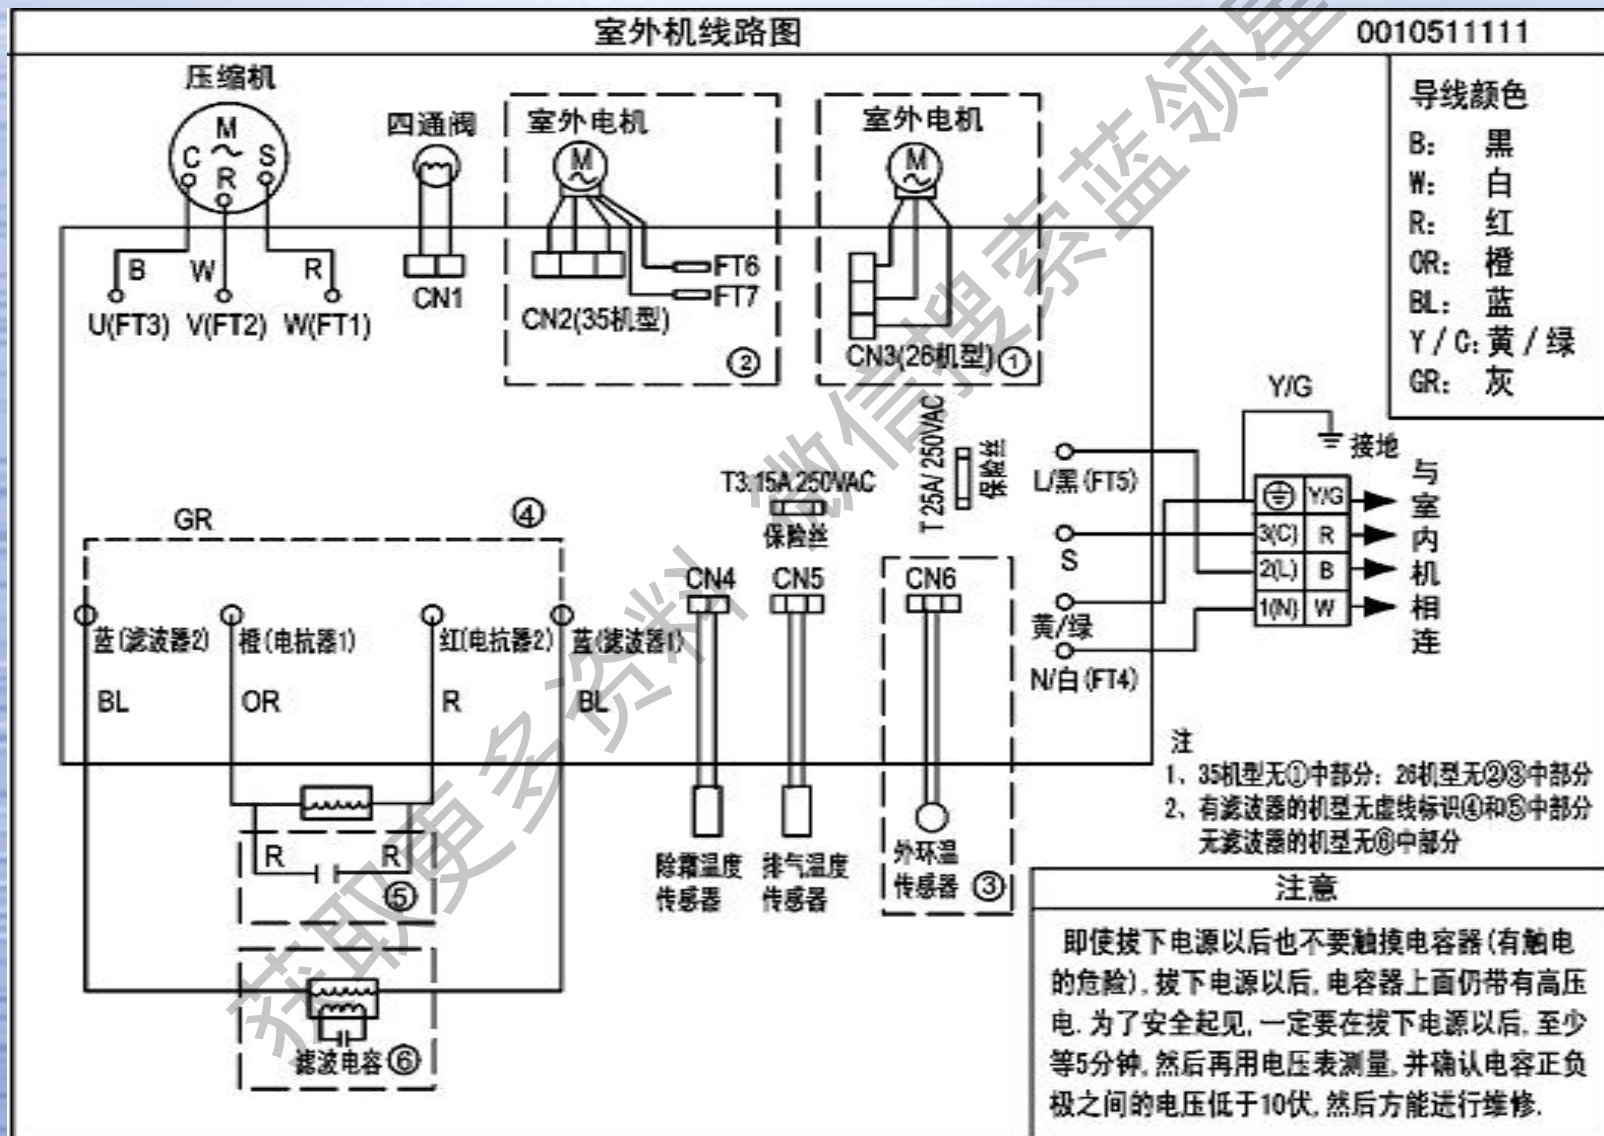 室外机线路图
0010511111
压缩机
M
C
S
R
四通阀
室外电机
M
室外电机
M
导线颜色
B: 黑
W: 白
R: 红
OR: 橙
BL: 蓝
Y/G:黄/绿
GR: 灰
B
W
R
U(FT3)
V(FT2)
W(FT1)
CN1
FT6
FT7
CN2(35机型)
②
CN3(26机型)
①
Y/G
接地
T3.15A 250VAC
保险丝
T 25A/250VAC
保险丝
L/黑(FT5)
S
黄/绿
N/白(FT4)
Y/G
3(C) R
2(L) B
1(N) W
与室内机相连
GR
④
CN4
CN5
CN6
蓝(滤波器2)
橙(电抗器1)
红(电抗器2)
蓝(滤波器1)
BL
OR
R
BL
R
R
⑤
滤波电容⑥
除霜温度
传感器
排气温度
传感器
外环温
传感器
③
注
1、35机型无①中部分; 26机型无②③中部分
2、有滤波器的机型无虚线标识④和⑤中部分
无滤波器的机型无⑥中部分
注意
即使拔下电源以后也不要触摸电容器(有触电
的危险),拔下电源以后,电容器上面仍带有高压
电.为了安全起见,一定要在拔下电源以后,至少
等5分钟,然后再用电压表测量,并确认电容正负
极之间的电压低于10伏,然后方能进行维修.
获取更多资料 微信搜索蓝领星